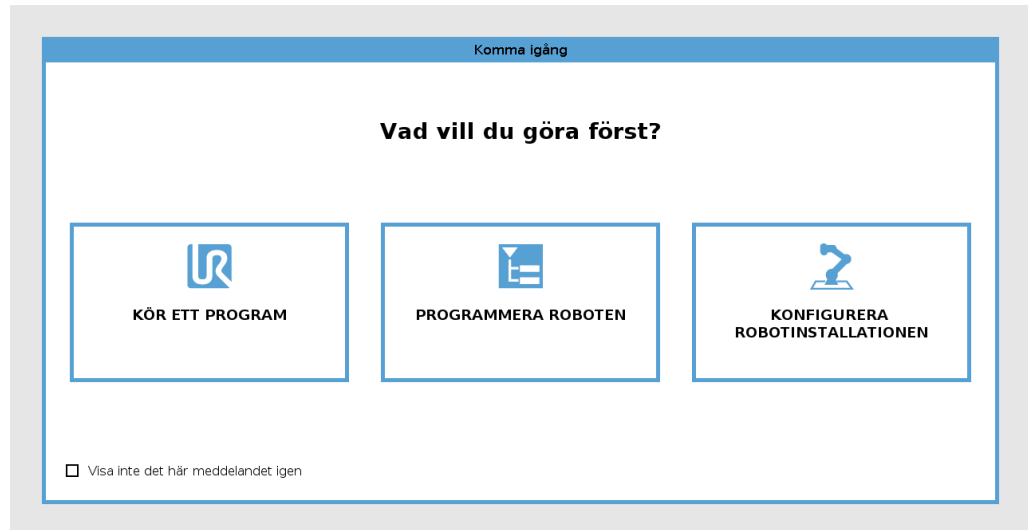 Komma igång
Vad vill du göra först?
UR
KÖR ETT PROGRAM
PROGRAMMERA ROBOTEN
KONFIGURERA
ROBOTINSTALLATIONEN
Visa inte det här meddelandet igen